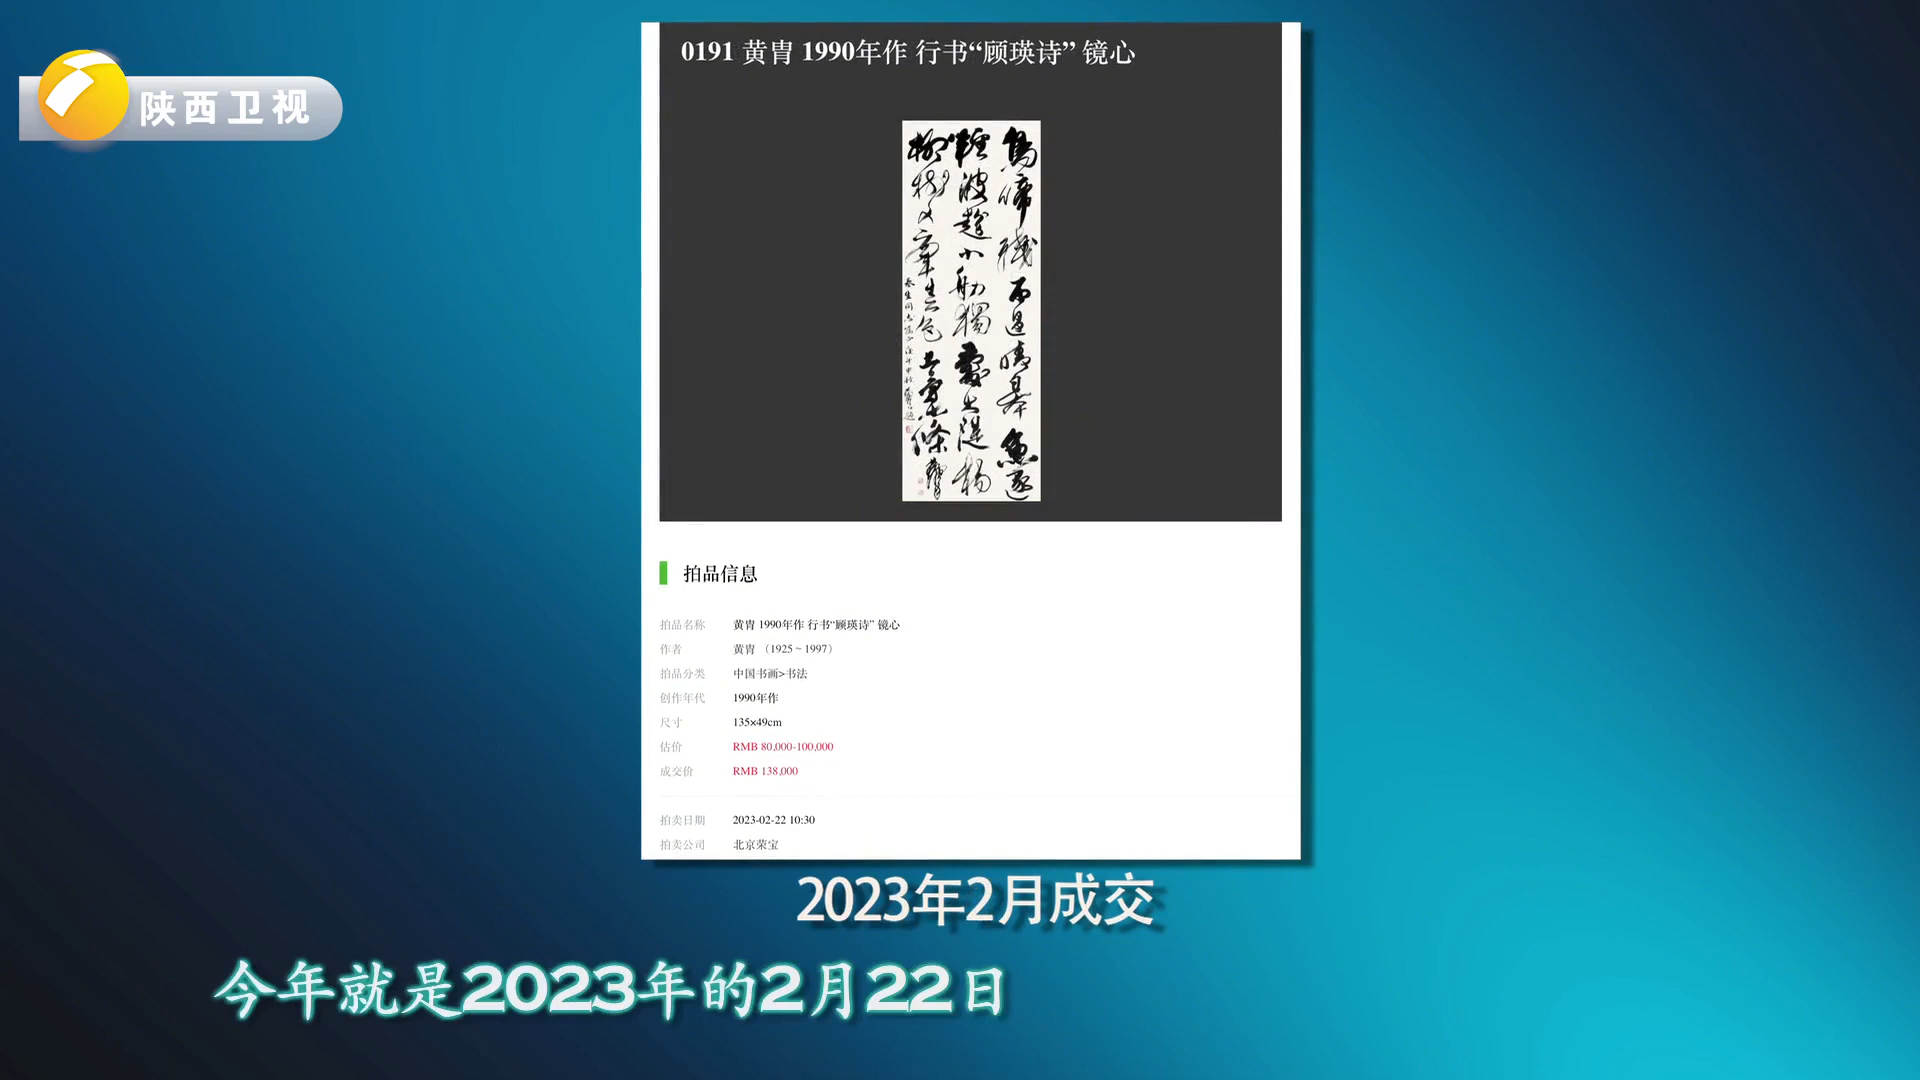 陕西卫视
0191 黄胄 1990年作 行书“顾瑛诗” 镜心
拍品信息
拍品名称 黄胄 1990年作 行书“顾瑛诗” 镜心
作者 黄胄 （1925 ~ 1997）
拍品分类 中国书画>书法
创作年代 1990年作
尺寸 135×49cm
估价 RMB 80,000-100,000
成交价 RMB 138,000
拍卖日期 2023-02-22 10:30
拍卖公司 北京荣宝
2023年2月成交
今年就是2023年的2月22日